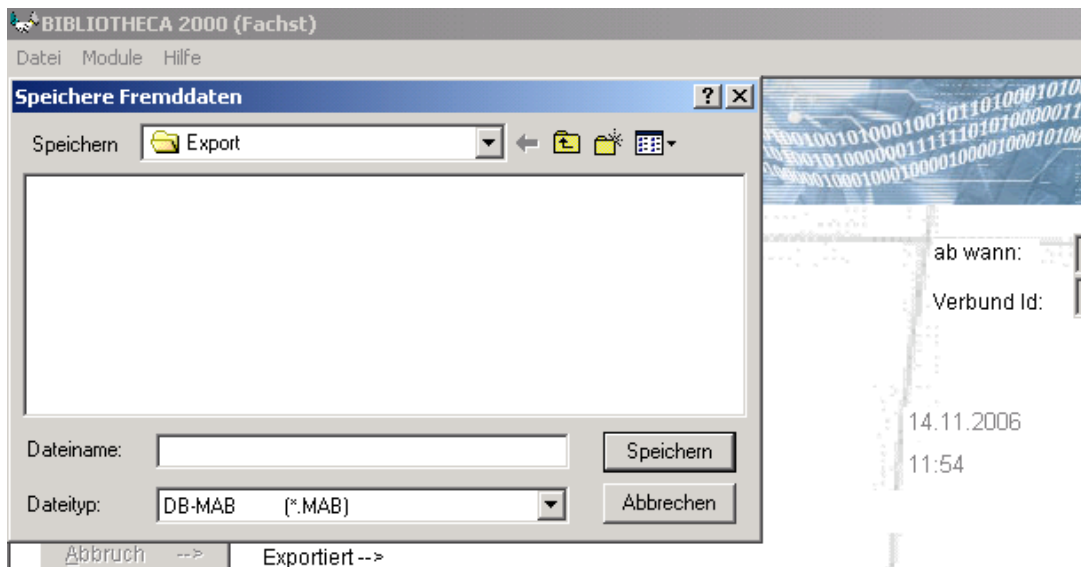 BIBLIOTHECA 2000 (Fachst)
Datei Module Hilfe
Speichere Fremddaten
Speichern Export
ab wann:
Verbund Id:
14.11.2006
11:54
Dateiname: Speichern
Dateityp: DB-MAB (*.MAB) Abbrechen
Abbruch --> Exportiert -->